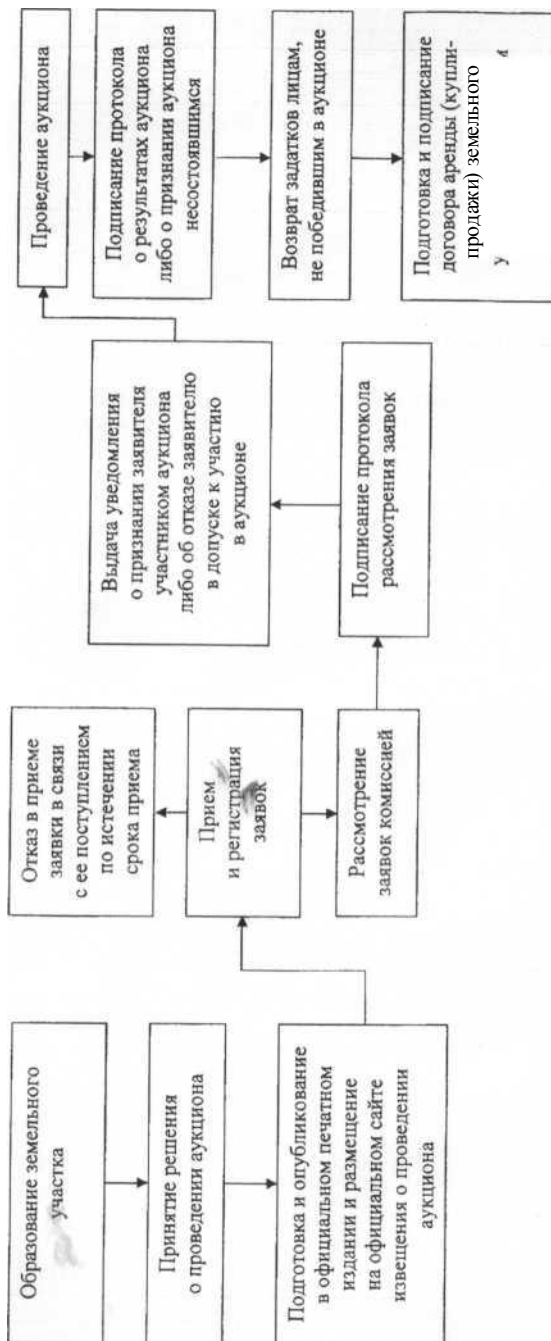 Образование земельного
участка
Принятие решения
о проведении аукциона
Подготовка и опубликование
в официальном печатном
издании и размещение
на официальном сайте
извещения о проведении
аукциона
Отказ в приеме
заявки в связи
с ее поступлением
по истечении
срока приема
Прием
и регистрация
заявок
Рассмотрение
заявок комиссией
Подписание протокола
рассмотрения заявок
Выдача уведомления
о признании заявителя
участником аукциона
либо об отказе заявителю
в допуске к участию
в аукционе
Проведение аукциона
Подписание протокола
о результатах аукциона
либо о признании аукциона
несостоявшимся
Возврат задатков лицам,
не победившим в аукционе
Подготовка и подписание
договора аренды (купли-
продажи) земельного
у